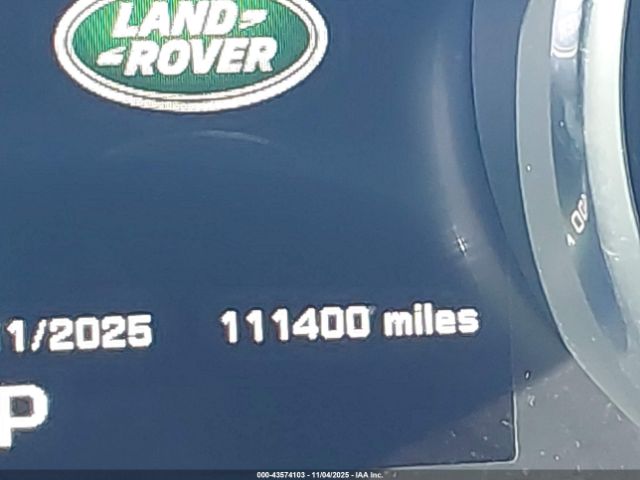 LAND
ROVER
1/2025 111400 miles
P
000-43574103 - 11/04/2025 - IAA Inc.